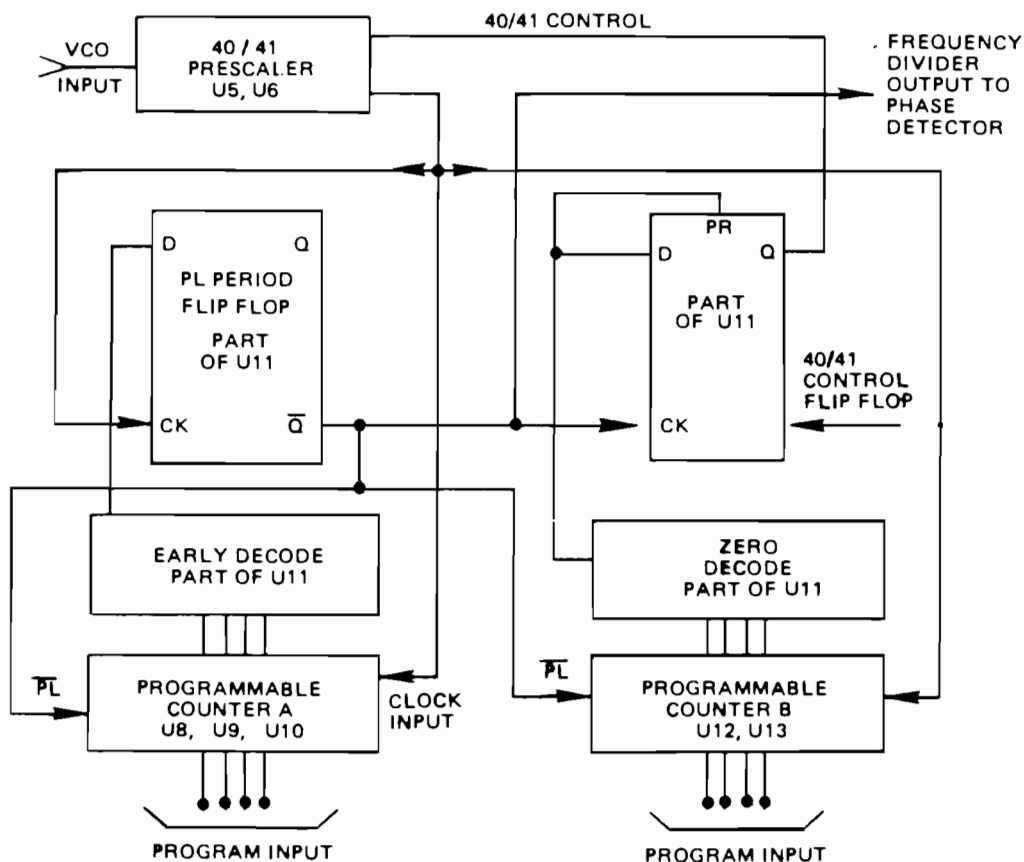 40/41 CONTROL
VCO
INPUT
40 / 41
PRESCALER
U5, U6
. FREQUENCY
DIVIDER
OUTPUT TO
PHASE
DETECTOR
D Q
PL PERIOD
FLIP FLOP
PART
OF U11
CK Q
PR
D Q
PART
OF U11
CK
40/41
CONTROL
FLIP FLOP
EARLY DECODE
PART OF U11
ZERO
DECODE
PART OF U11
PL
PROGRAMMABLE
COUNTER A
U8, U9, U10
CLOCK
INPUT
PL
PROGRAMMABLE
COUNTER B
U12, U13
PROGRAM INPUT
PROGRAM INPUT